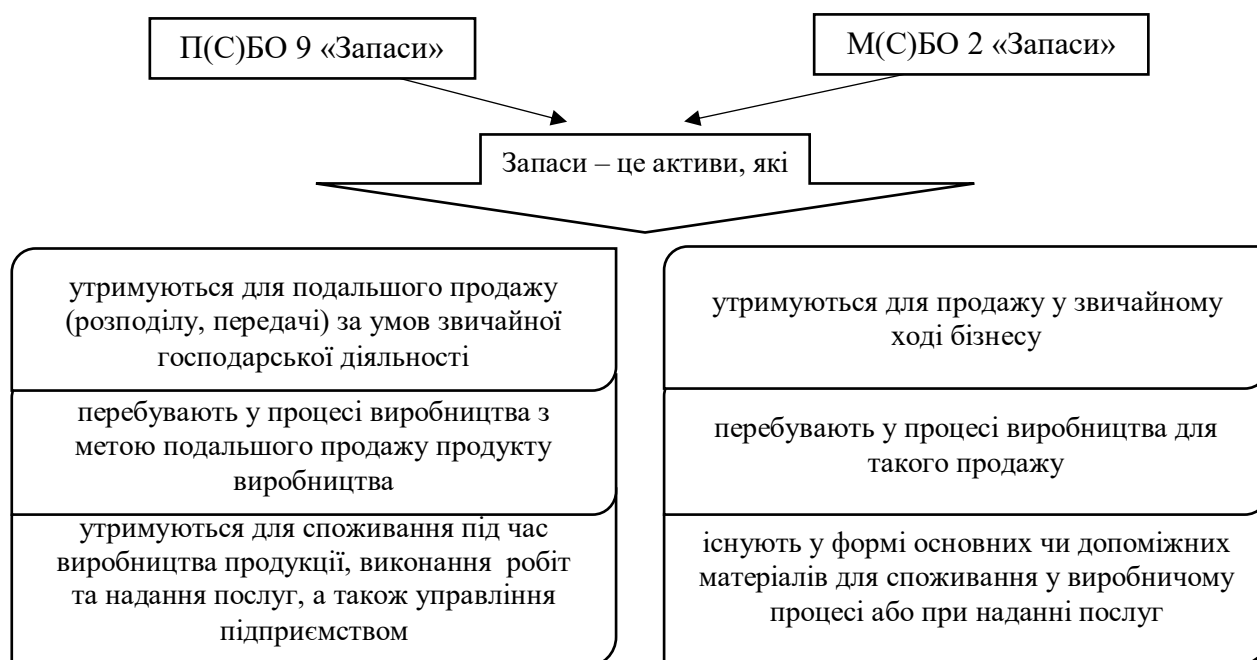 П(С)БО 9 «Запаси»
М(С)БО 2 «Запаси»
Запаси – це активи, які
утримуються для подальшого продажу
(розподілу, передачі) за умов звичайної
господарської діяльності
перебувають у процесі виробництва з
метою подальшого продажу продукту
виробництва
утримуються для споживання під час
виробництва продукції, виконання робіт
та надання послуг, а також управління
підприємством
утримуються для продажу у звичайному
ході бізнесу
перебувають у процесі виробництва для
такого продажу
існують у формі основних чи допоміжних
матеріалів для споживання у виробничому
процесі або при наданні послуг